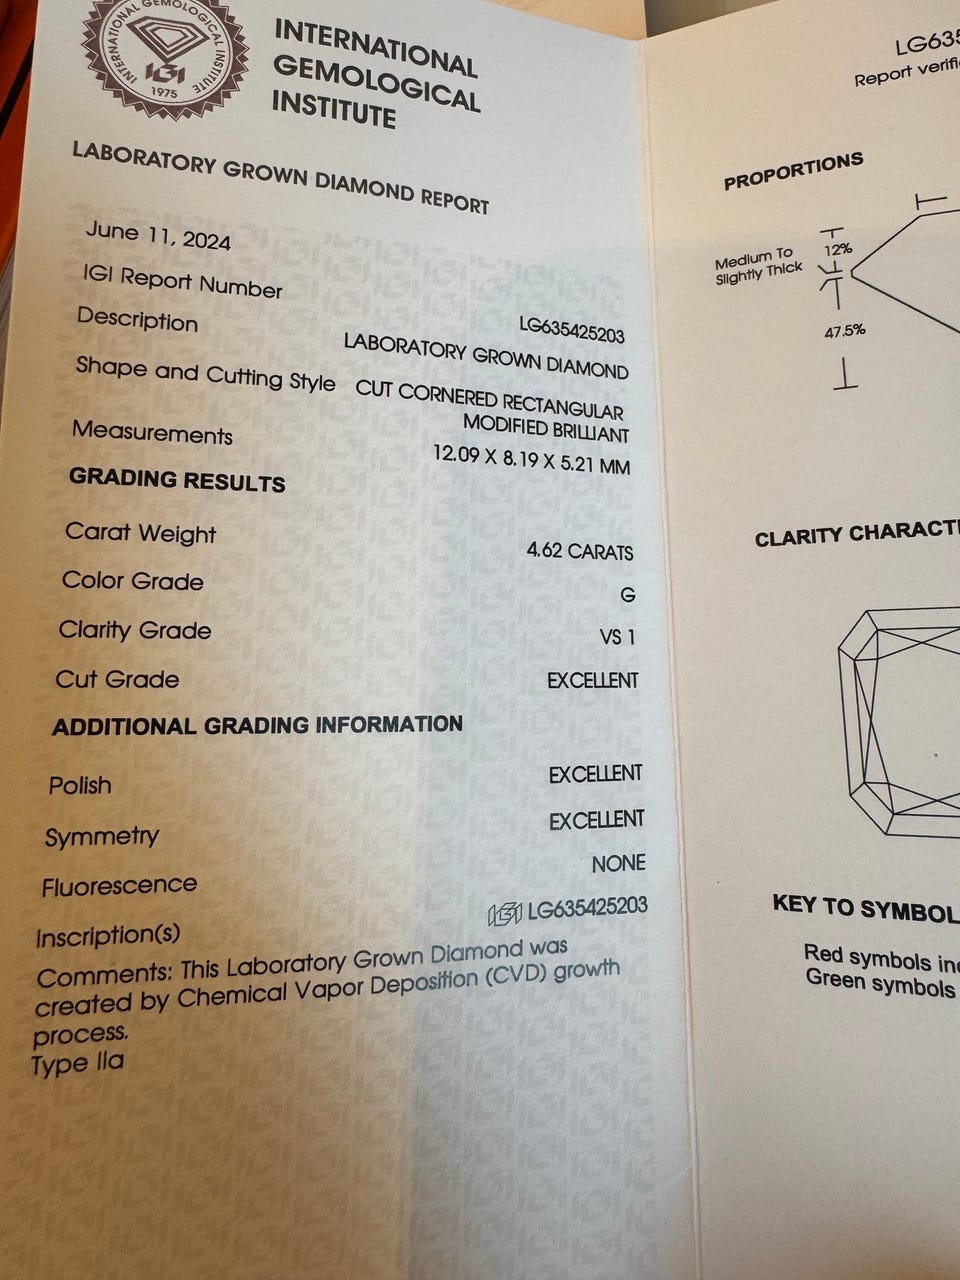 INTERNATIONAL GEMOLOGICAL INSTITUTE
IGI
1975
INTERNATIONAL
GEMOLOGICAL
INSTITUTE
LABORATORY GROWN DIAMOND REPORT
June 11, 2024
IGI Report Number LG635425203
Description LABORATORY GROWN DIAMOND
Shape and Cutting Style CUT CORNERED RECTANGULAR
MODIFIED BRILLIANT
Measurements 12.09 X 8.19 X 5.21 MM
GRADING RESULTS
Carat Weight 4.62 CARATS
Color Grade G
Clarity Grade VS 1
Cut Grade EXCELLENT
ADDITIONAL GRADING INFORMATION
Polish EXCELLENT
Symmetry EXCELLENT
Fluorescence NONE
Inscription(s) IGI LG635425203
Comments: This Laboratory Grown Diamond was
created by Chemical Vapor Deposition (CVD) growth
process.
Type IIa
LG635
Report verifi
PROPORTIONS
Medium To
Slightly Thick
12%
47.5%
CLARITY CHARACT
KEY TO SYMBOL
Red symbols in
Green symbols